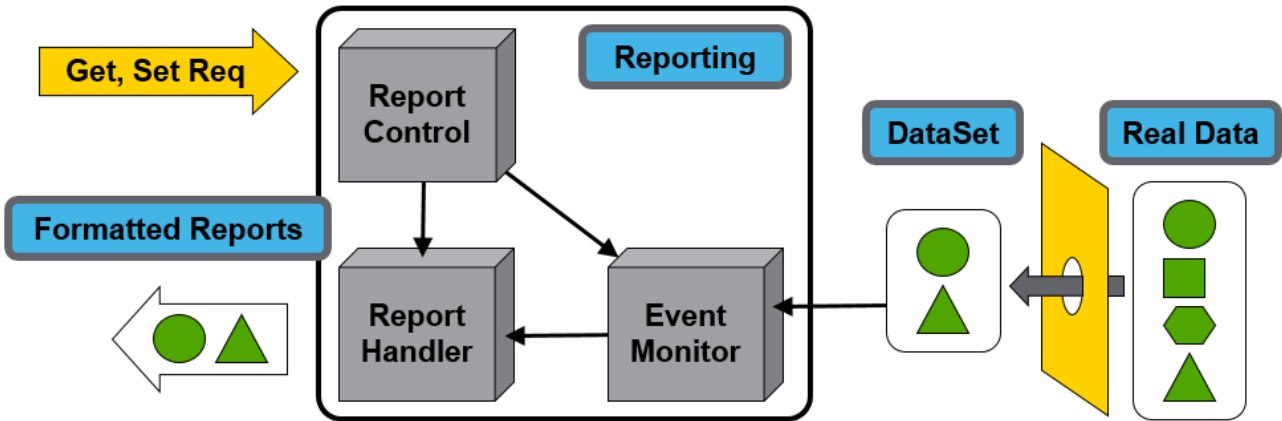 Get, Set Req
Report
Control
Reporting
DataSet
Real Data
Formatted Reports
Report
Handler
Event
Monitor